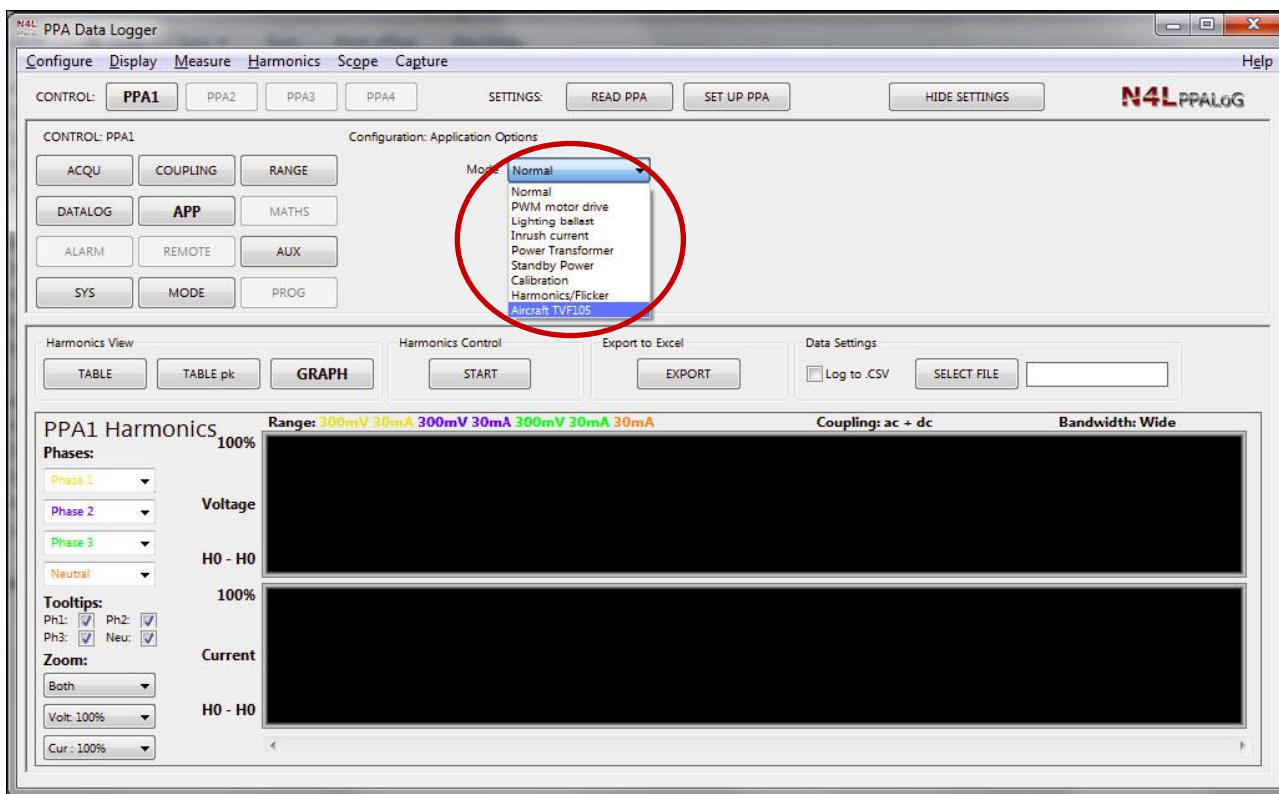 N4L PPA Data Logger
Configure Display Measure Harmonics Scope Capture Help
CONTROL: PPA1 PPA2 PPA3 PPA4 SETTINGS: READ PPA SET UP PPA HIDE SETTINGS N4L PPALoG
CONTROL: PPA1 Configuration: Application Options
ACQU COUPLING RANGE Mode Normal
Normal
PWM motor drive
DATALOG APP MATHS
Lighting ballast
Inrush current
Power Transformer
ALARM REMOTE AUX
Standby Power
Calibration
SYS MODE PROG
Harmonics/Flicker
Aircraft TVF105
Harmonics View Harmonics Control Export to Excel Data Settings
TABLE TABLE pk GRAPH START EXPORT Log to .CSV SELECT FILE
PPA1 Harmonics Range: 300mV 30mA 300mV 30mA 300mV 30mA 30mA Coupling: ac + dc Bandwidth: Wide
100%
Phases:
Phase 1
Voltage
Phase 2
Phase 3
H0 - H0
Neutral
100%
Tooltips:
Ph1: Ph2:
Ph3: Neu:
Current
Zoom:
Both
H0 - H0
Volt: 100%
Cur : 100%